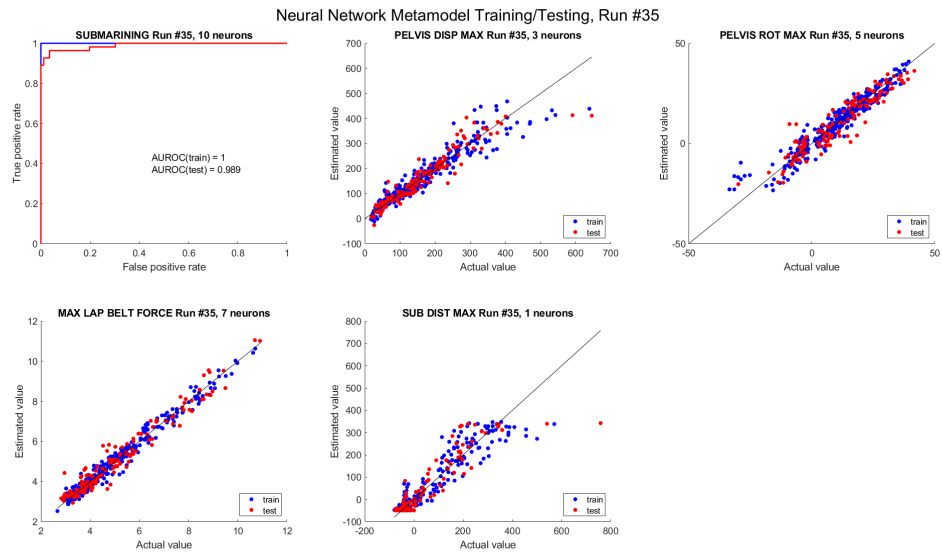 Neural Network Metamodel Training/Testing, Run #35
SUBMARINING Run #35, 10 neurons
True positive rate
1
0.8
0.6
0.4
0.2
0
AUROC(train) = 1
AUROC(test) = 0.989
0 0.2 0.4 0.6 0.8 1
False positive rate
PELVIS DISP MAX Run #35, 3 neurons
Estimated value
700
600
500
400
300
200
100
0
-100
train
test
0 100 200 300 400 500 600 700
Actual value
PELVIS ROT MAX Run #35, 5 neurons
Estimated value
50
0
-50
train
test
-50 0 50
Actual value
MAX LAP BELT FORCE Run #35, 7 neurons
Estimated value
12
10
8
6
4
2
train
test
2 4 6 8 10 12
Actual value
SUB DIST MAX Run #35, 1 neurons
Estimated value
800
700
600
500
400
300
200
100
0
-100
train
test
-200 0 200 400 600 800
Actual value